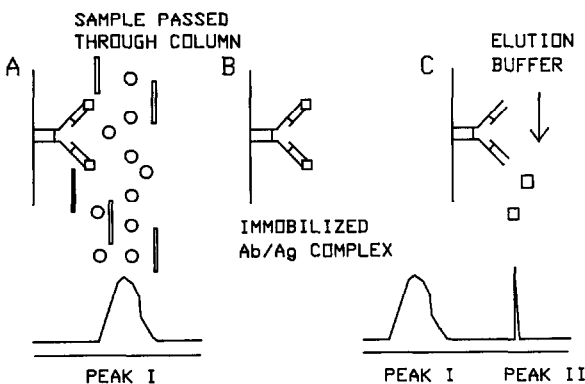 SAMPLE PASSED
THROUGH COLUMN
A
B
C
ELUTION
BUFFER
IMMOBILIZED
Ab/Ag COMPLEX
PEAK I
PEAK I
PEAK II